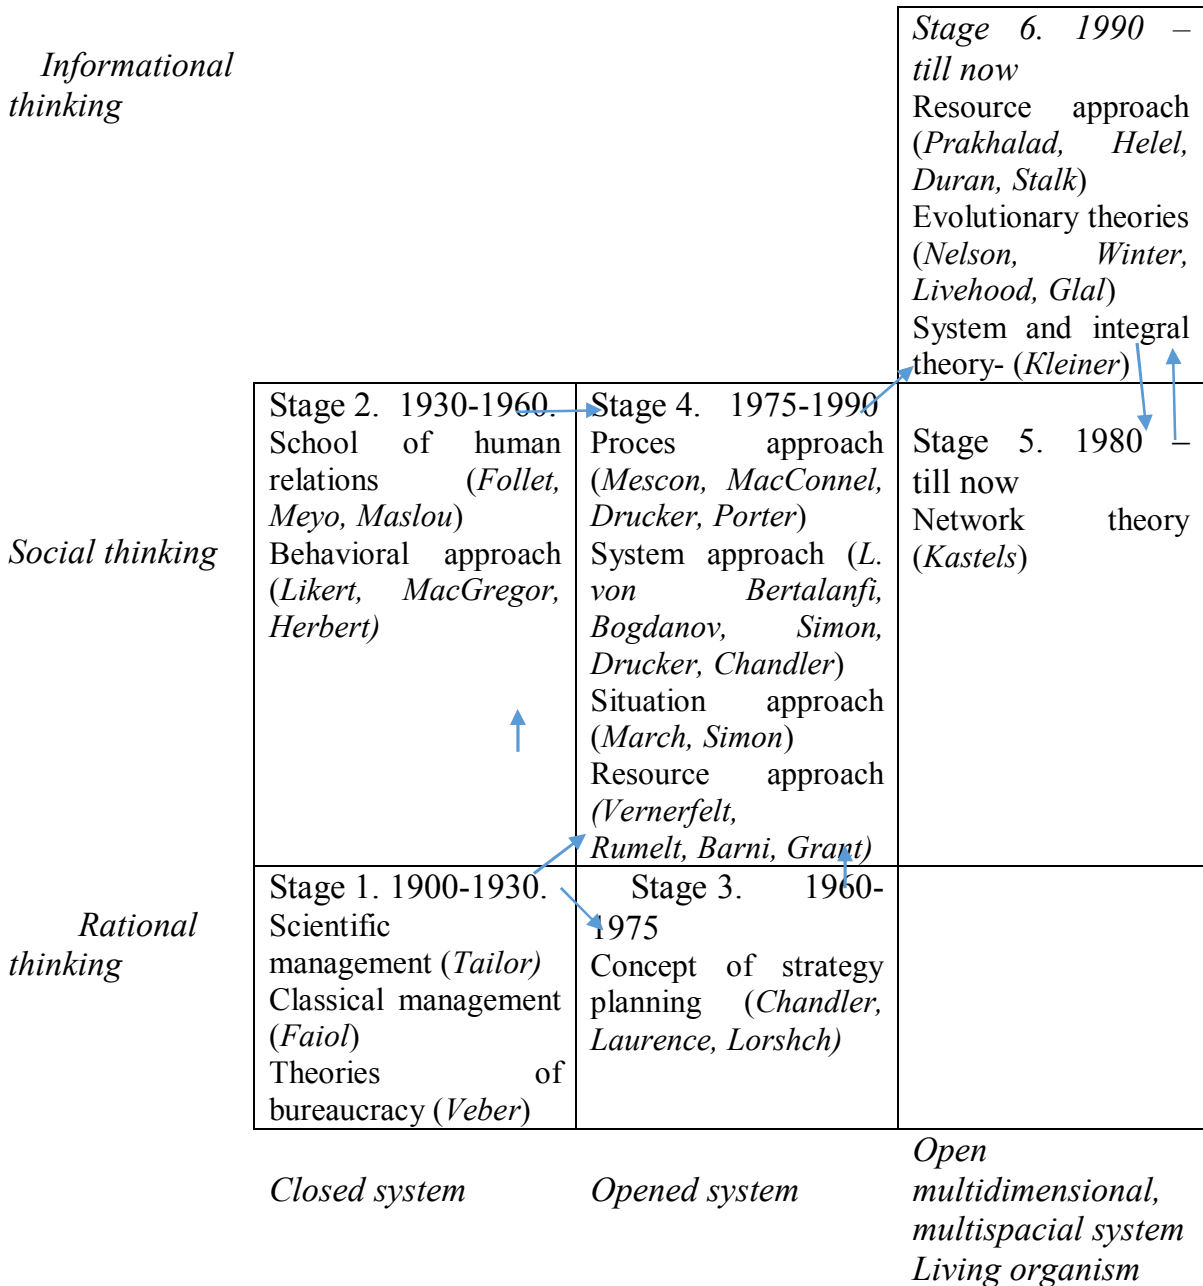 Informational
thinking
Stage 6. 1990 –
till now
Resource approach
(Prakhalad, Helel,
Duran, Stalk)
Evolutionary theories
(Nelson, Winter,
Livehood, Glal)
System and integral
theory- (Kleiner)
Social thinking
Stage 2. 1930-1960.
School of human
relations (Follet,
Meyo, Maslou)
Behavioral approach
(Likert, MacGregor,
Herbert)
Stage 4. 1975-1990
Proces approach
(Mescon, MacConnel,
Drucker, Porter)
System approach (L.
von Bertalanfi,
Bogdanov, Simon,
Drucker, Chandler)
Situation approach
(March, Simon)
Resource approach
(Vernerfelt,
Rumelt, Barni, Grant)
Stage 5. 1980 –
till now
Network theory
(Kastels)
Rational
thinking
Stage 1. 1900-1930.
Scientific
management (Tailor)
Classical management
(Faiol)
Theories of
bureaucracy (Veber)
Stage 3. 1960-
1975
Concept of strategy
planning (Chandler,
Laurence, Lorshch)
Closed system
Opened system
Open
multidimensional,
multispacial system
Living organism